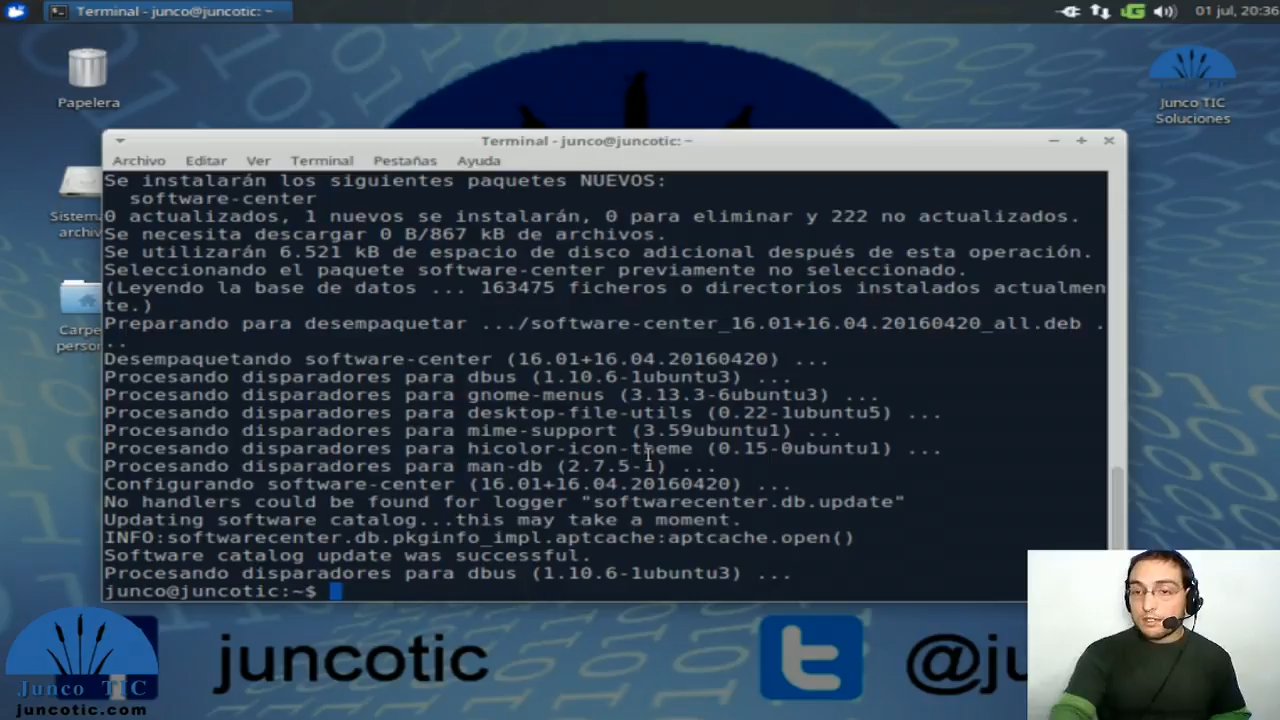 Terminal - junco@juncotic: ~
01 jul, 20:36
Papelera
Junco TIC
Soluciones
Sistem
archiv
Carpe
person
Terminal - junco@juncotic: ~
Archivo Editar Ver Terminal Pestañas Ayuda
Se instalarán los siguientes paquetes NUEVOS:
software-center
0 actualizados, 1 nuevos se instalarán, 0 para eliminar y 222 no actualizados.
Se necesita descargar 0 B/867 kB de archivos.
Se utilizarán 6.521 kB de espacio de disco adicional después de esta operación.
Seleccionando el paquete software-center previamente no seleccionado.
(Leyendo la base de datos ... 163475 ficheros o directorios instalados actualmen
te.)
Preparando para desempaquetar .../software-center_16.01+16.04.20160420_all.deb .
..
Desempaquetando software-center (16.01+16.04.20160420) ...
Procesando disparadores para dbus (1.10.6-1ubuntu3) ...
Procesando disparadores para gnome-menus (3.13.3-6ubuntu3) ...
Procesando disparadores para desktop-file-utils (0.22-1ubuntu5) ...
Procesando disparadores para mime-support (3.59ubuntu1) ...
Procesando disparadores para hicolor-icon-theme (0.15-0ubuntu1) ...
Procesando disparadores para man-db (2.7.5-1) ...
Configurando software-center (16.01+16.04.20160420) ...
No handlers could be found for logger "softwarecenter.db.update"
Updating software catalog...this may take a moment.
INFO:softwarecenter.db.pkginfo_impl.aptcache:aptcache.open()
Software catalog update was successful.
Procesando disparadores para dbus (1.10.6-1ubuntu3) ...
junco@juncotic:~$
juncotic
@ju
Junco TIC
juncotic.com